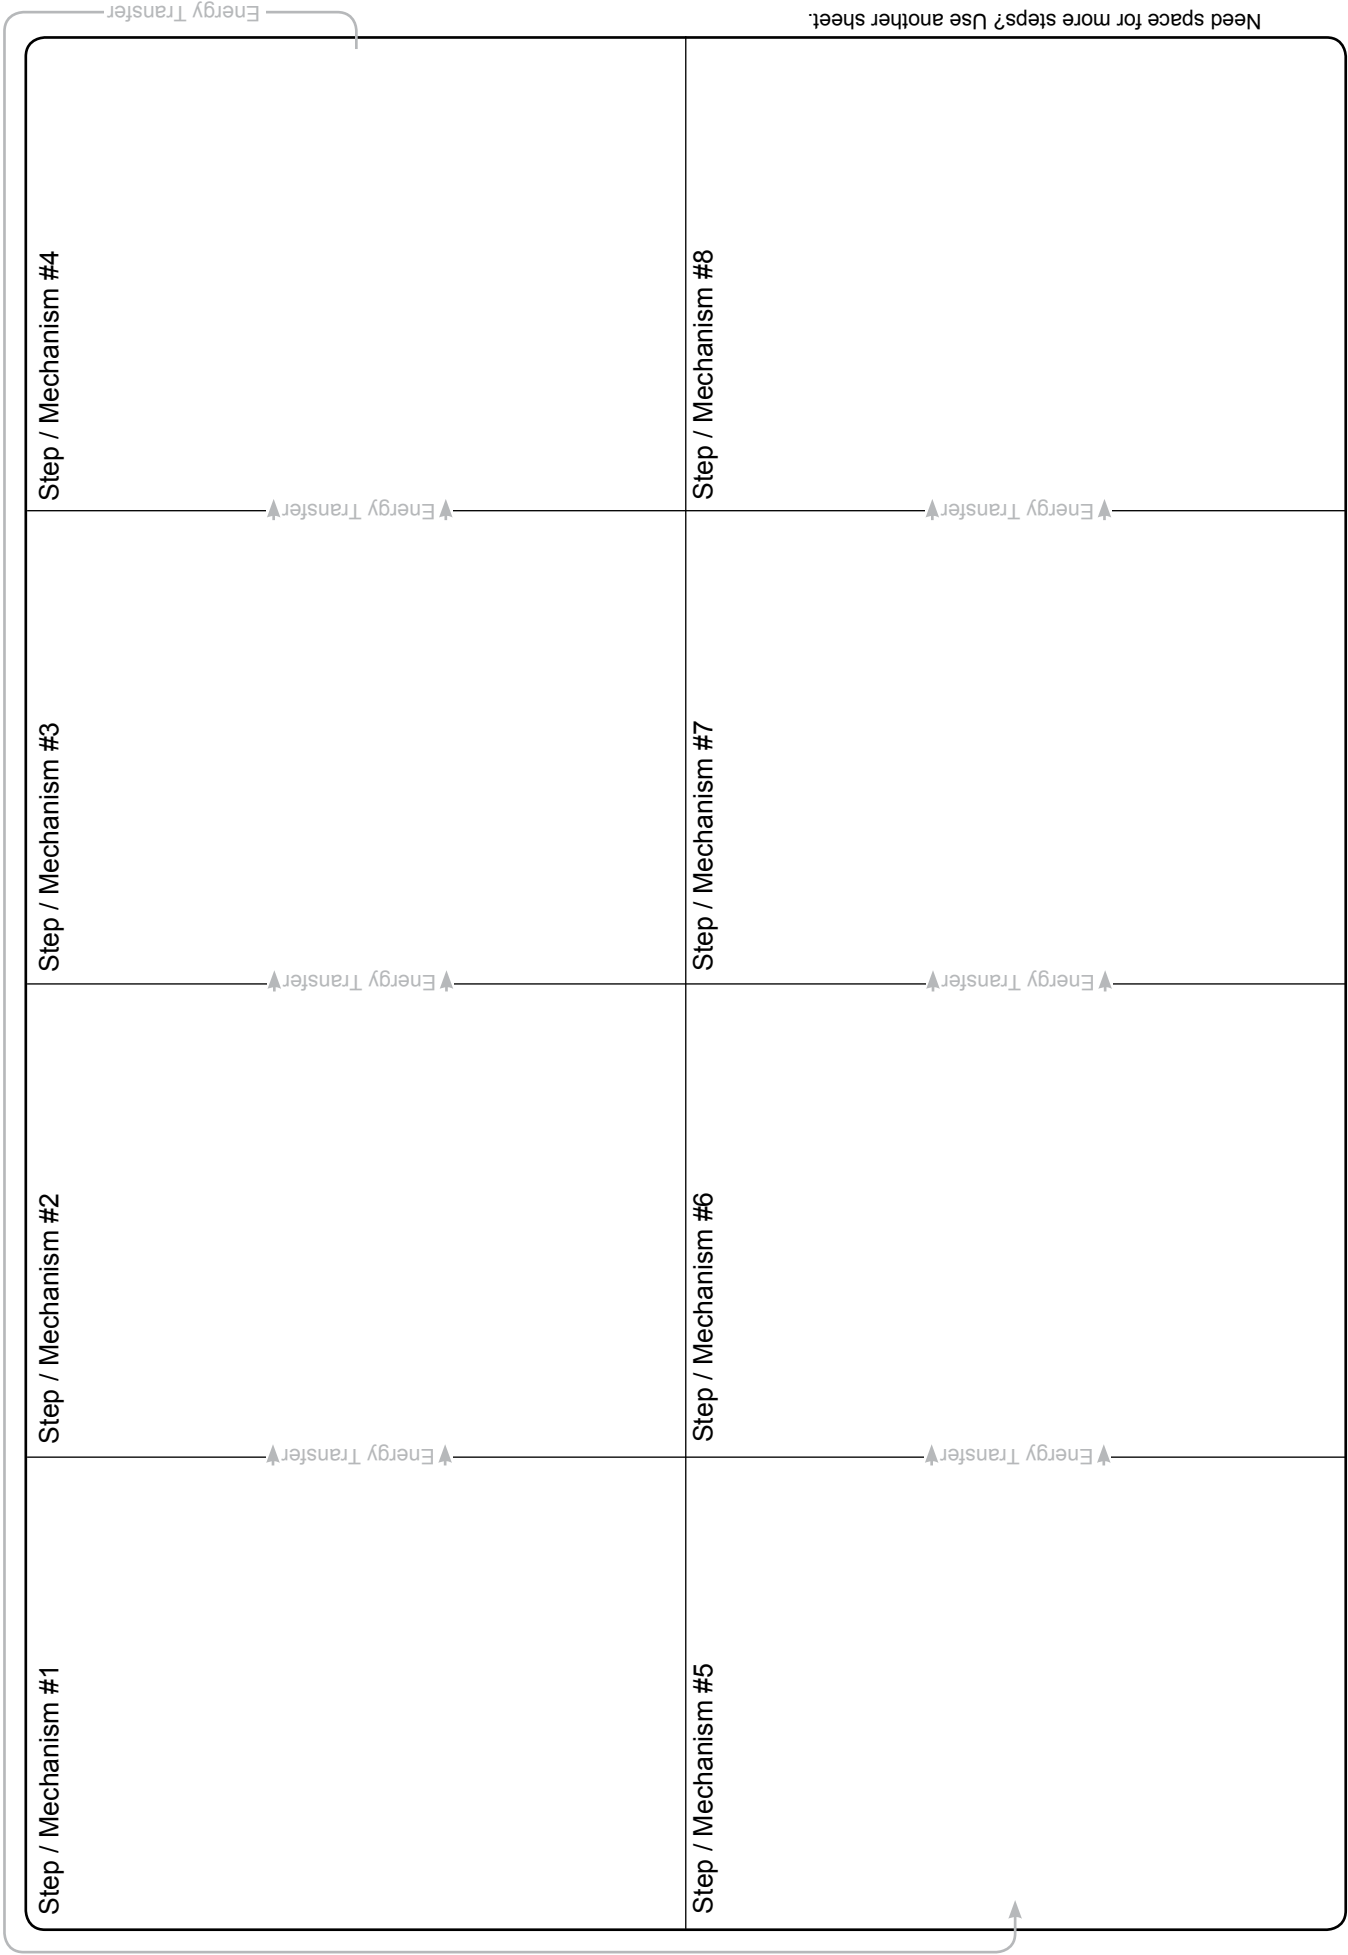 Step / Mechanism #1
Energy Transfer
Step / Mechanism #2
Energy Transfer
Step / Mechanism #3
Energy Transfer
Step / Mechanism #4
Energy Transfer
Step / Mechanism #5
Energy Transfer
Step / Mechanism #6
Energy Transfer
Step / Mechanism #7
Energy Transfer
Step / Mechanism #8
Need space for more steps? Use another sheet.